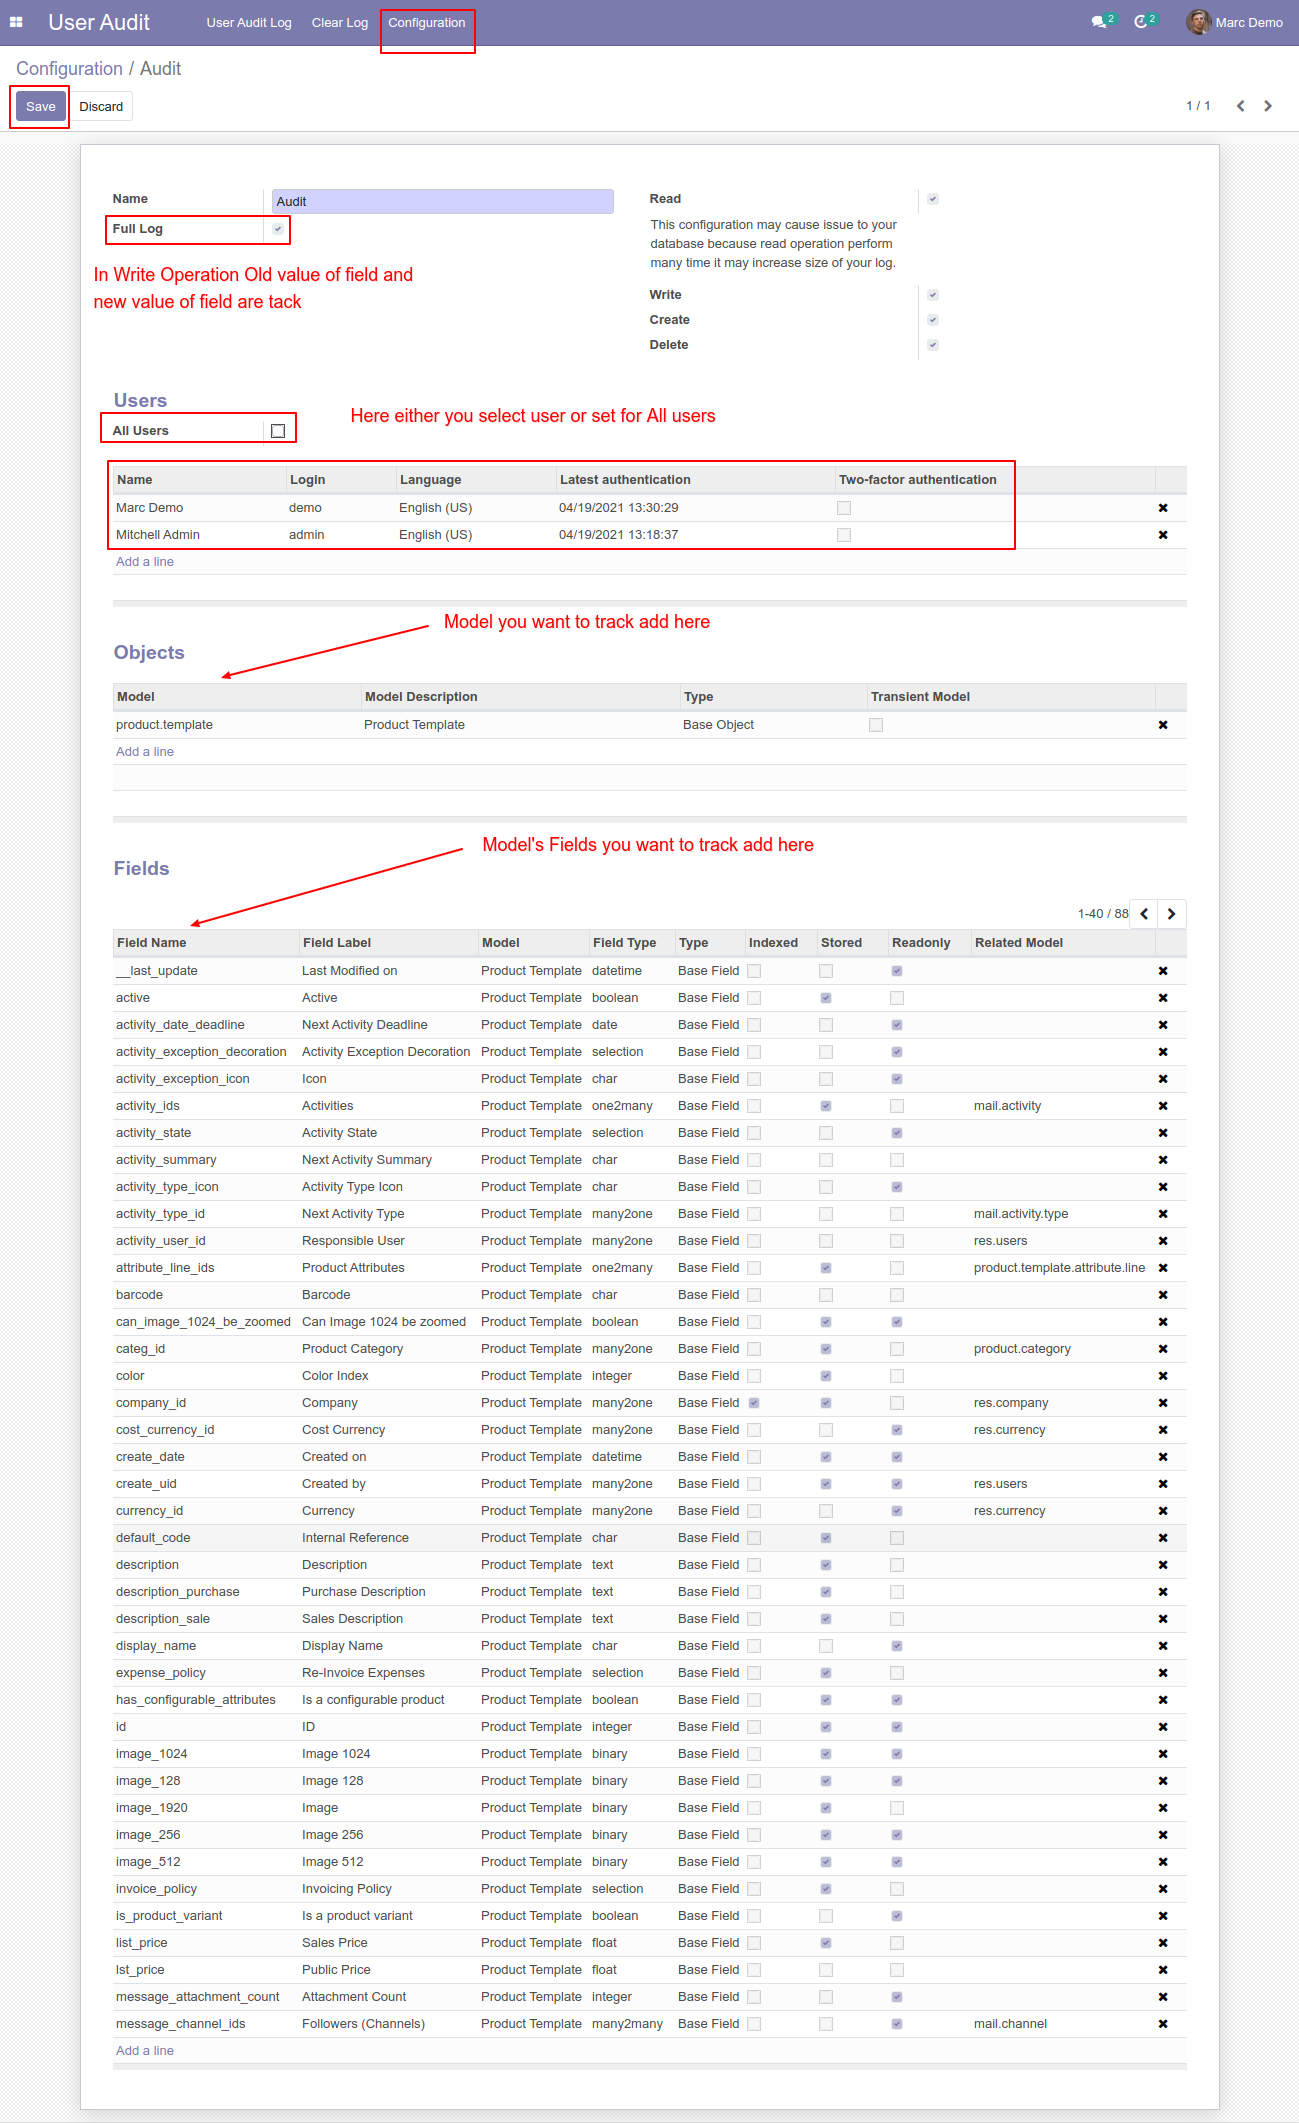 User Audit User Audit Log Clear Log Configuration 2 2 Marc Demo
Configuration / Audit
Save Discard 1 / 1
Name Audit Read
Full Log This configuration may cause issue to your
database because read operation perform
many time it may increase size of your log.
In Write Operation Old value of field and
new value of field are tack
Write
Create
Delete
Users
Here either you select user or set for All users
All Users
Name Login Language Latest authentication Two-factor authentication
Marc Demo demo English (US) 04/19/2021 13:30:29
Mitchell Admin admin English (US) 04/19/2021 13:18:37
Add a line
Model you want to track add here
Objects
Model Model Description Type Transient Model
product.template Product Template Base Object
Add a line
Model's Fields you want to track add here
Fields
1-40 / 88
Field Name Field Label Model Field Type Type Indexed Stored Readonly Related Model
__last_update Last Modified on Product Template datetime Base Field
active Active Product Template boolean Base Field
activity_date_deadline Next Activity Deadline Product Template date Base Field
activity_exception_decoration Activity Exception Decoration Product Template selection Base Field
activity_exception_icon Icon Product Template char Base Field
activity_ids Activities Product Template one2many Base Field mail.activity
activity_state Activity State Product Template selection Base Field
activity_summary Next Activity Summary Product Template char Base Field
activity_type_icon Activity Type Icon Product Template char Base Field
activity_type_id Next Activity Type Product Template many2one Base Field mail.activity.type
activity_user_id Responsible User Product Template many2one Base Field res.users
attribute_line_ids Product Attributes Product Template one2many Base Field product.template.attribute.line
barcode Barcode Product Template char Base Field
can_image_1024_be_zoomed Can Image 1024 be zoomed Product Template boolean Base Field
categ_id Product Category Product Template many2one Base Field product.category
color Color Index Product Template integer Base Field
company_id Company Product Template many2one Base Field res.company
cost_currency_id Cost Currency Product Template many2one Base Field res.currency
create_date Created on Product Template datetime Base Field
create_uid Created by Product Template many2one Base Field res.users
currency_id Currency Product Template many2one Base Field res.currency
default_code Internal Reference Product Template char Base Field
description Description Product Template text Base Field
description_purchase Purchase Description Product Template text Base Field
description_sale Sales Description Product Template text Base Field
display_name Display Name Product Template char Base Field
expense_policy Re-Invoice Expenses Product Template selection Base Field
has_configurable_attributes Is a configurable product Product Template boolean Base Field
id ID Product Template integer Base Field
image_1024 Image 1024 Product Template binary Base Field
image_128 Image 128 Product Template binary Base Field
image_1920 Image Product Template binary Base Field
image_256 Image 256 Product Template binary Base Field
image_512 Image 512 Product Template binary Base Field
invoice_policy Invoicing Policy Product Template selection Base Field
is_product_variant Is a product variant Product Template boolean Base Field
list_price Sales Price Product Template float Base Field
lst_price Public Price Product Template float Base Field
message_attachment_count Attachment Count Product Template integer Base Field
message_channel_ids Followers (Channels) Product Template many2many Base Field mail.channel
Add a line